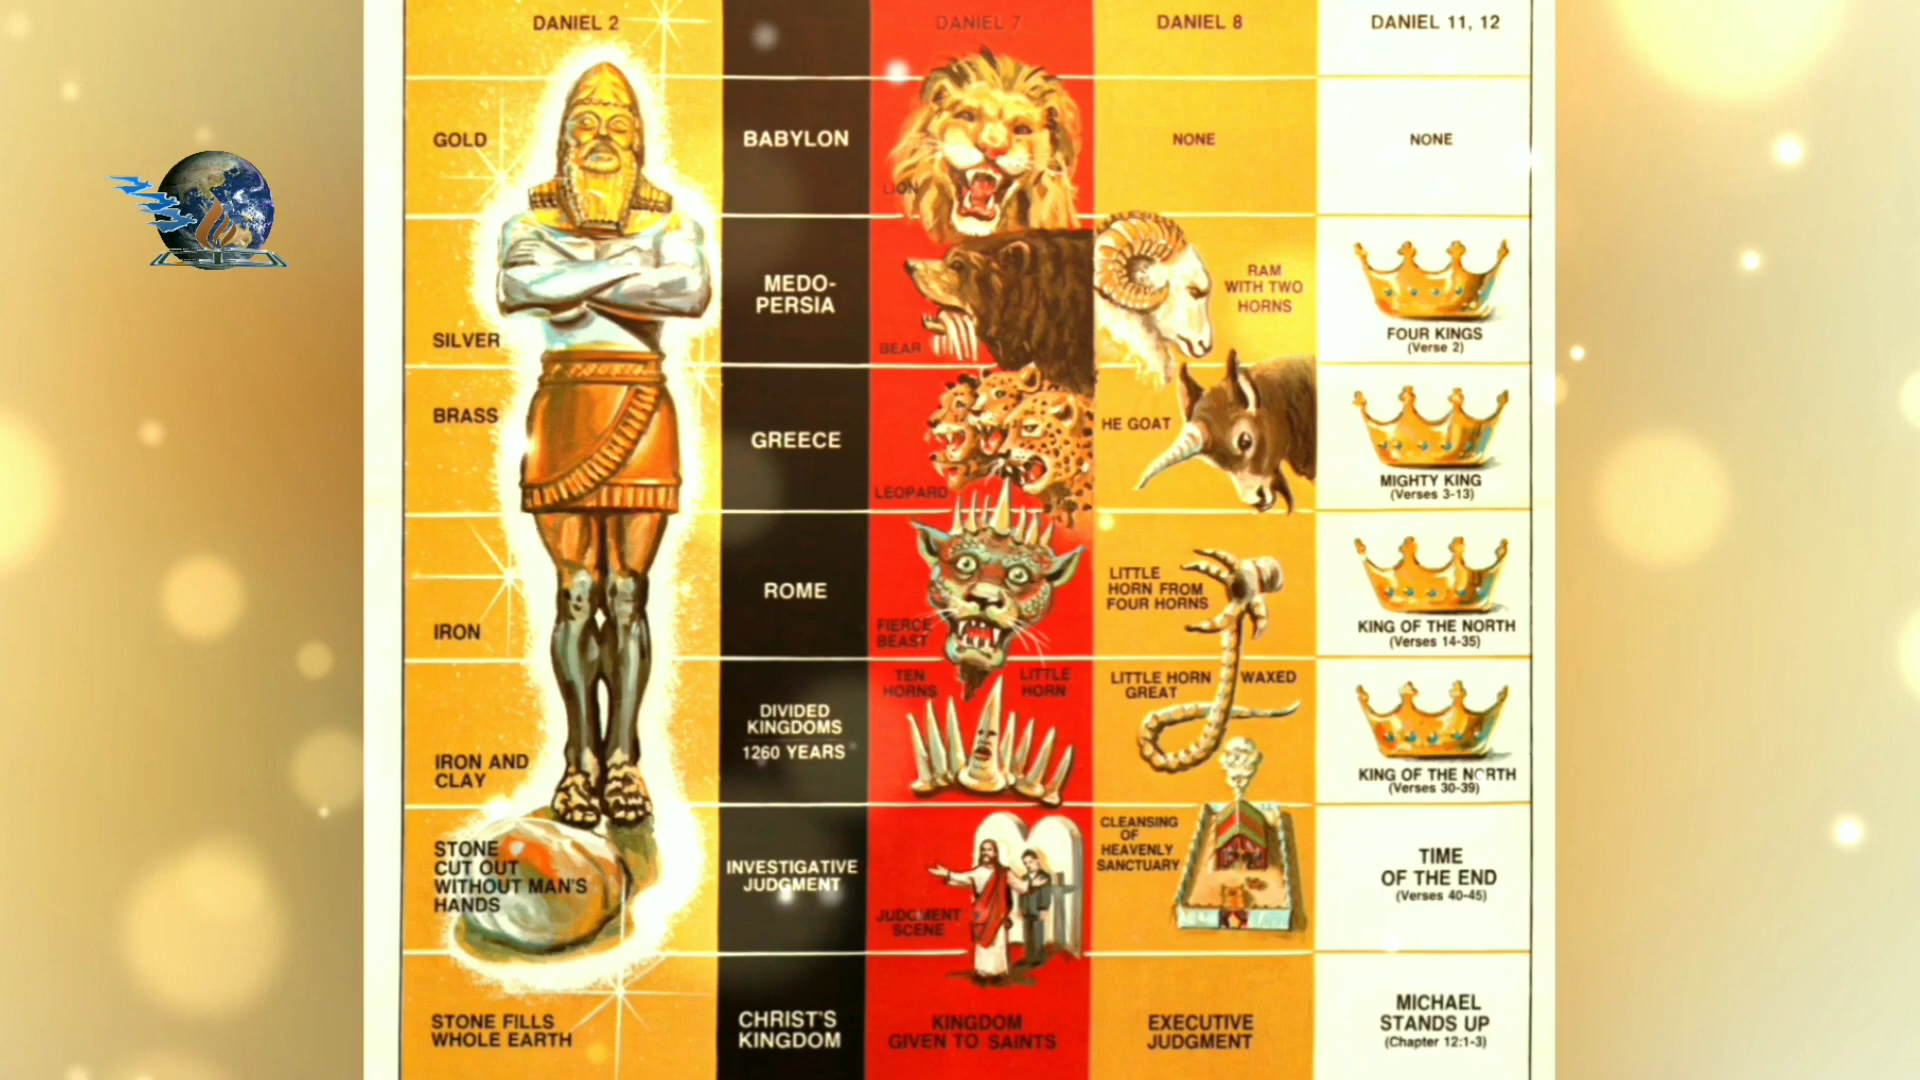 DANIEL 2
DANIEL 7
DANIEL 8
DANIEL 11, 12
GOLD
BABYLON
LION
NONE
NONE
SILVER
MEDO-
PERSIA
BEAR
RAM
WITH TWO
HORNS
FOUR KINGS
(Verse 2)
BRASS
GREECE
LEOPARD
HE GOAT
MIGHTY KING
(Verses 3-13)
IRON
ROME
FIERCE
BEAST
LITTLE
HORN FROM
FOUR HORNS
KING OF THE NORTH
(Verses 14-35)
IRON AND
CLAY
DIVIDED
KINGDOMS
1260 YEARS
TEN
HORNS
LITTLE
HORN
LITTLE HORN WAXED
GREAT
KING OF THE NORTH
(Verses 30-39)
STONE
CUT OUT
WITHOUT MAN'S
HANDS
INVESTIGATIVE
JUDGMENT
JUDGMENT
SCENE
CLEANSING
OF
HEAVENLY
SANCTUARY
TIME
OF THE END
(Verses 40-45)
STONE FILLS
WHOLE EARTH
CHRIST'S
KINGDOM
KINGDOM
GIVEN TO SAINTS
EXECUTIVE
JUDGMENT
MICHAEL
STANDS UP
(Chapter 12:1-3)